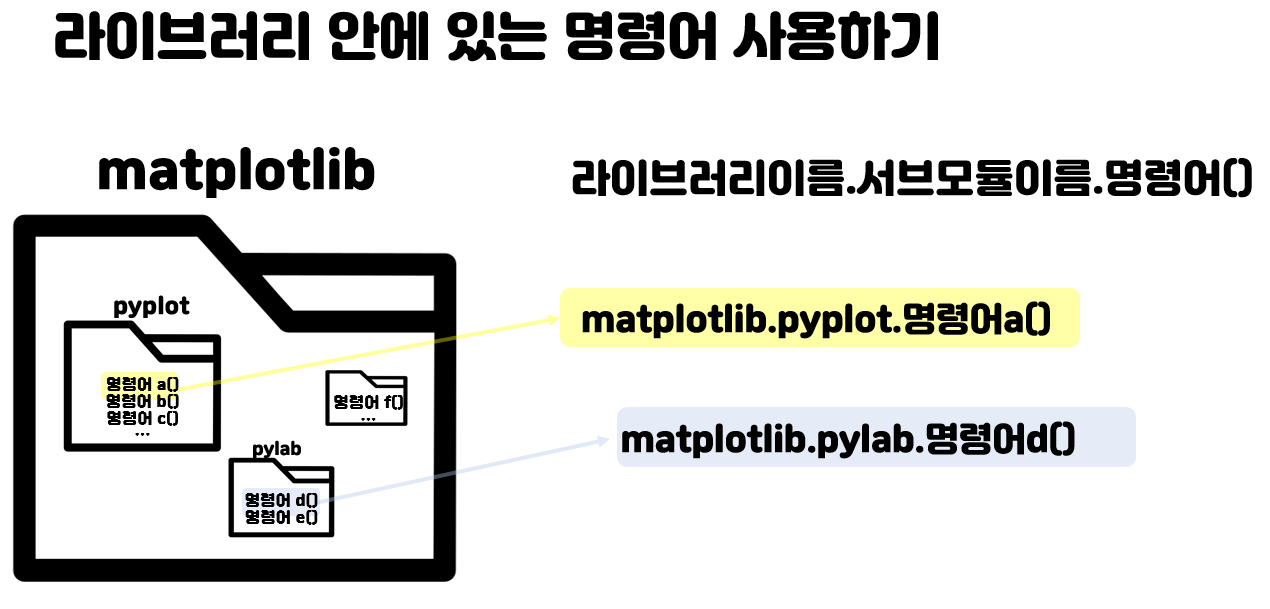 라이브러리 안에 있는 명령어 사용하기
matplotlib
라이브러리이름.서브모듈이름.명령어()
pyplot
명령어 a()
명령어 b()
명령어 c()
...
명령어 f()
...
pylab
명령어 d()
명령어 e()
matplotlib.pyplot.명령어a()
matplotlib.pylab.명령어d()